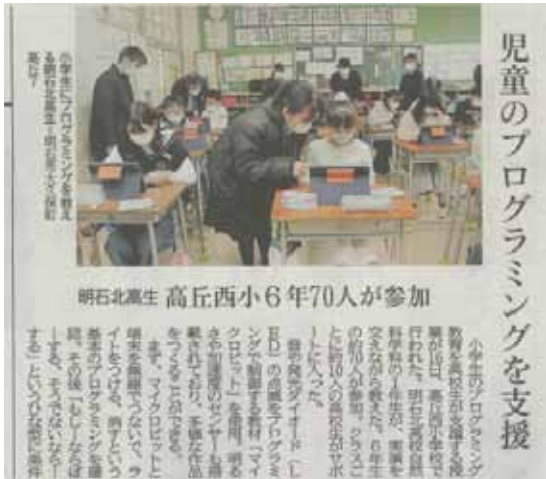 児童のプログラミングを支援
明石北高生 高丘西小6年70人が参加
小学生にプログラミングを教え
る明石北高生＝明石市大久保町
高丘7
小学生のプログラミング
教育を高校生が支援する授
業が16日、高丘西小学校で
行われた。明石北高校自然
科学科の1年生が、実演を
交えながら教えた。6年生
の約70人が参加。クラスご
とに約10人の高校生がサポ
ートに入った。
音や発光ダイオード（L
ED）の点滅をプログラミ
ングで制御する教材「マイ
クロビット」を使用。明る
さや加速度のセンサーも搭
載されており、多様な作品
をつくることができる。
まず、マイクロビットと
端末を無線でつないで、ラ
イトをつける、消すという
基本のプログラミングを確
認。その後「もし〜ならば
〜する、そうでないなら〜
する」というひな型に条件